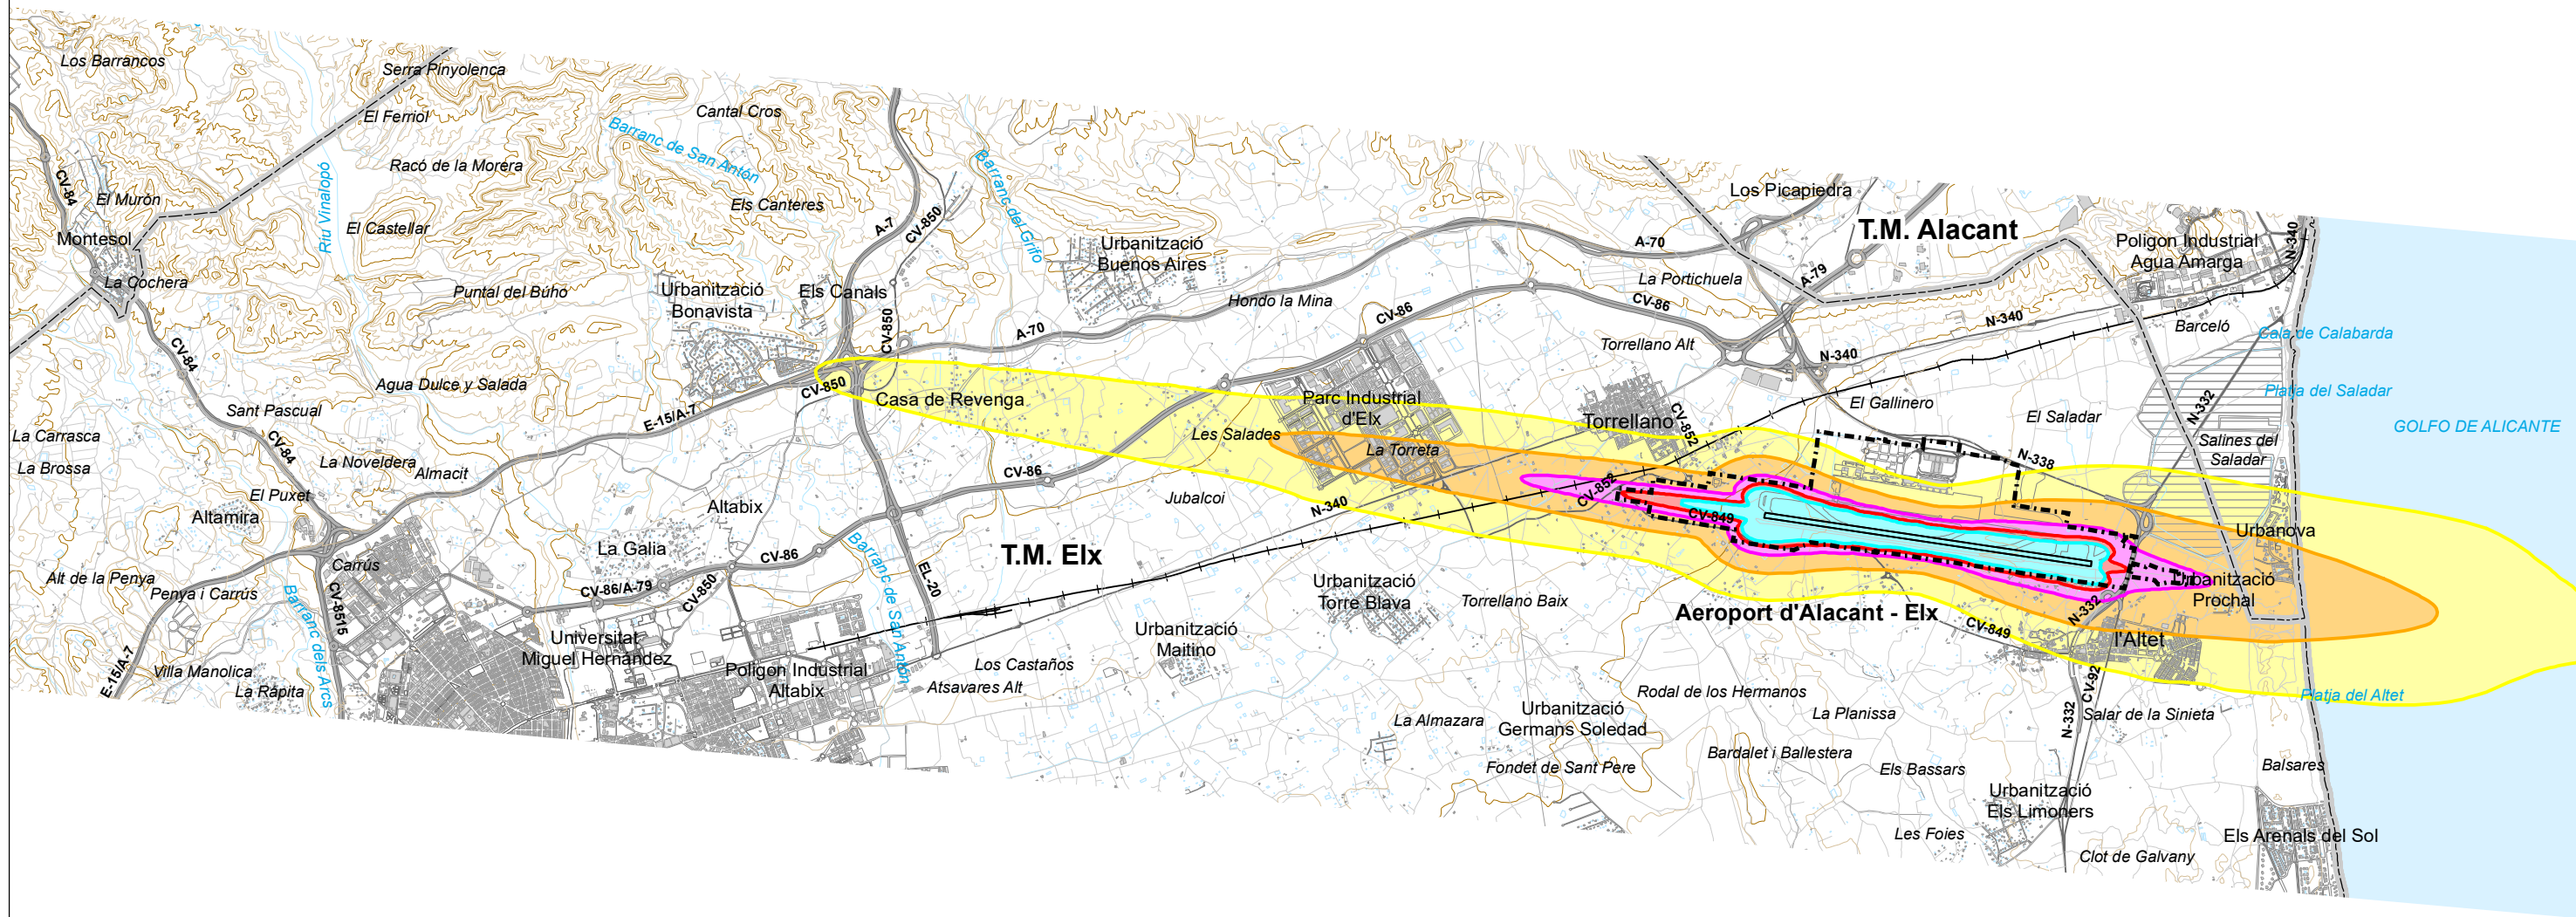 Los Barrancos
Serra Pinyolenca
El Ferriol
Cantal Cros
Barranc de San Antón
Racó de la Morera
Barranc del Grifo
CV-84
El Murón
Els Canteres
Los Picapiedra
Riu Vinalopó
El Castellar
A-7
CV-850
T.M. Alacant
Montesol
Urbanització
Buenos Aires
A-70
Poligon Industrial
Agua Amarga
N-340
La Cochera
Puntal del Búho
Urbanització
Bonavista
Els Canals
Hondo la Mina
La Portichuela
A-79
CV-86
CV-86
CV-850
A-70
N-340
Barceló
Cala de Calabarda
CV-84
Torrellano Alt
N-340
Agua Dulce y Salada
CV-850
Casa de Revenga
Parc Industrial
d'Elx
El Gallinero
Platja del Saladar
Sant Pascual
E-15/A-7
Torrellano
CV-852
El Saladar
N-332
GOLFO DE ALICANTE
La Carrasca
CV-84
Les Salades
La Torreta
Salines del
Saladar
La Brossa
La Noveldera
Almacit
CV-86
N-338
El Puxet
Jubalcoi
CV-852
Altamira
Altabix
N-340
CV-849
Urbanova
La Galia
CV-86
Barranc de San Antón
T.M. Elx
Carrús
Alt de la Penya
Penya i Carrús
CV-86/A-79
CV-850
EL-20
Urbanització
Torre Blava
Torrellano Baix
Urbanització
Prochal
Barranc dels Arcs
CV-8515
Aeroport d'Alacant - Elx
N-332
CV-849
l'Altet
Universitat
Miguel Hernández
Urbanització
Maitino
E-15/A-7
Villa Manolica
La Ràpita
Poligon Industrial
Altabix
Los Castaños
Atsavares Alt
Rodal de los Hermanos
CV-92
Platja del Altet
La Almazara
Urbanització
Germans Soledad
La Planissa
N-332
Salar de la Sinieta
Bardalet i Ballestera
Fondet de Sant Pere
Els Bassars
Balsares
Urbanització
Els Limoners
Les Foies
Els Arenals del Sol
Clot de Galvany